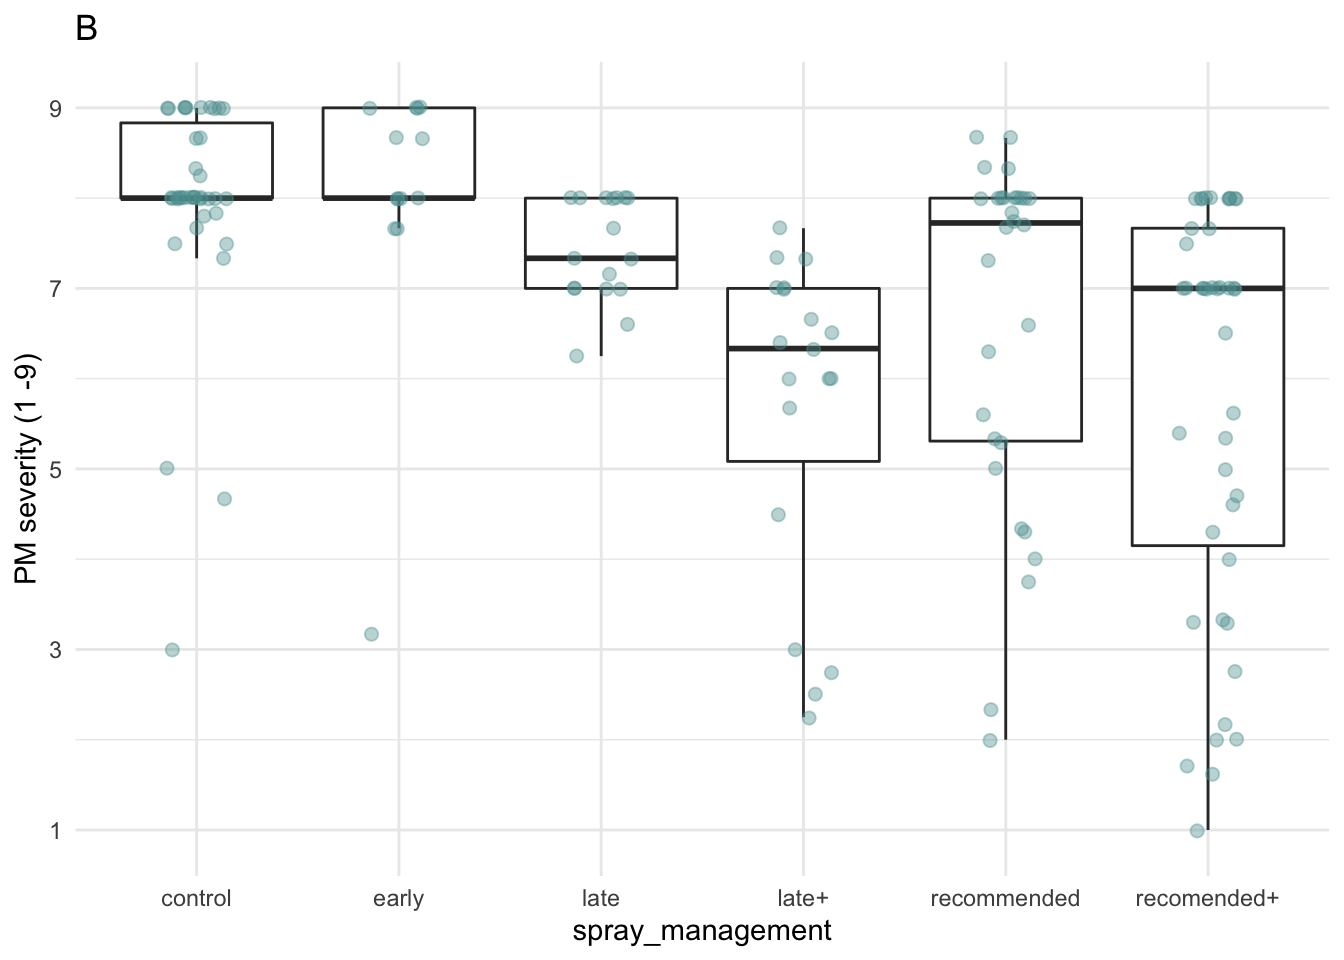 B
PM severity (1 -9)
9
7
5
3
1
control early late late+ recommended recomended+
spray_management